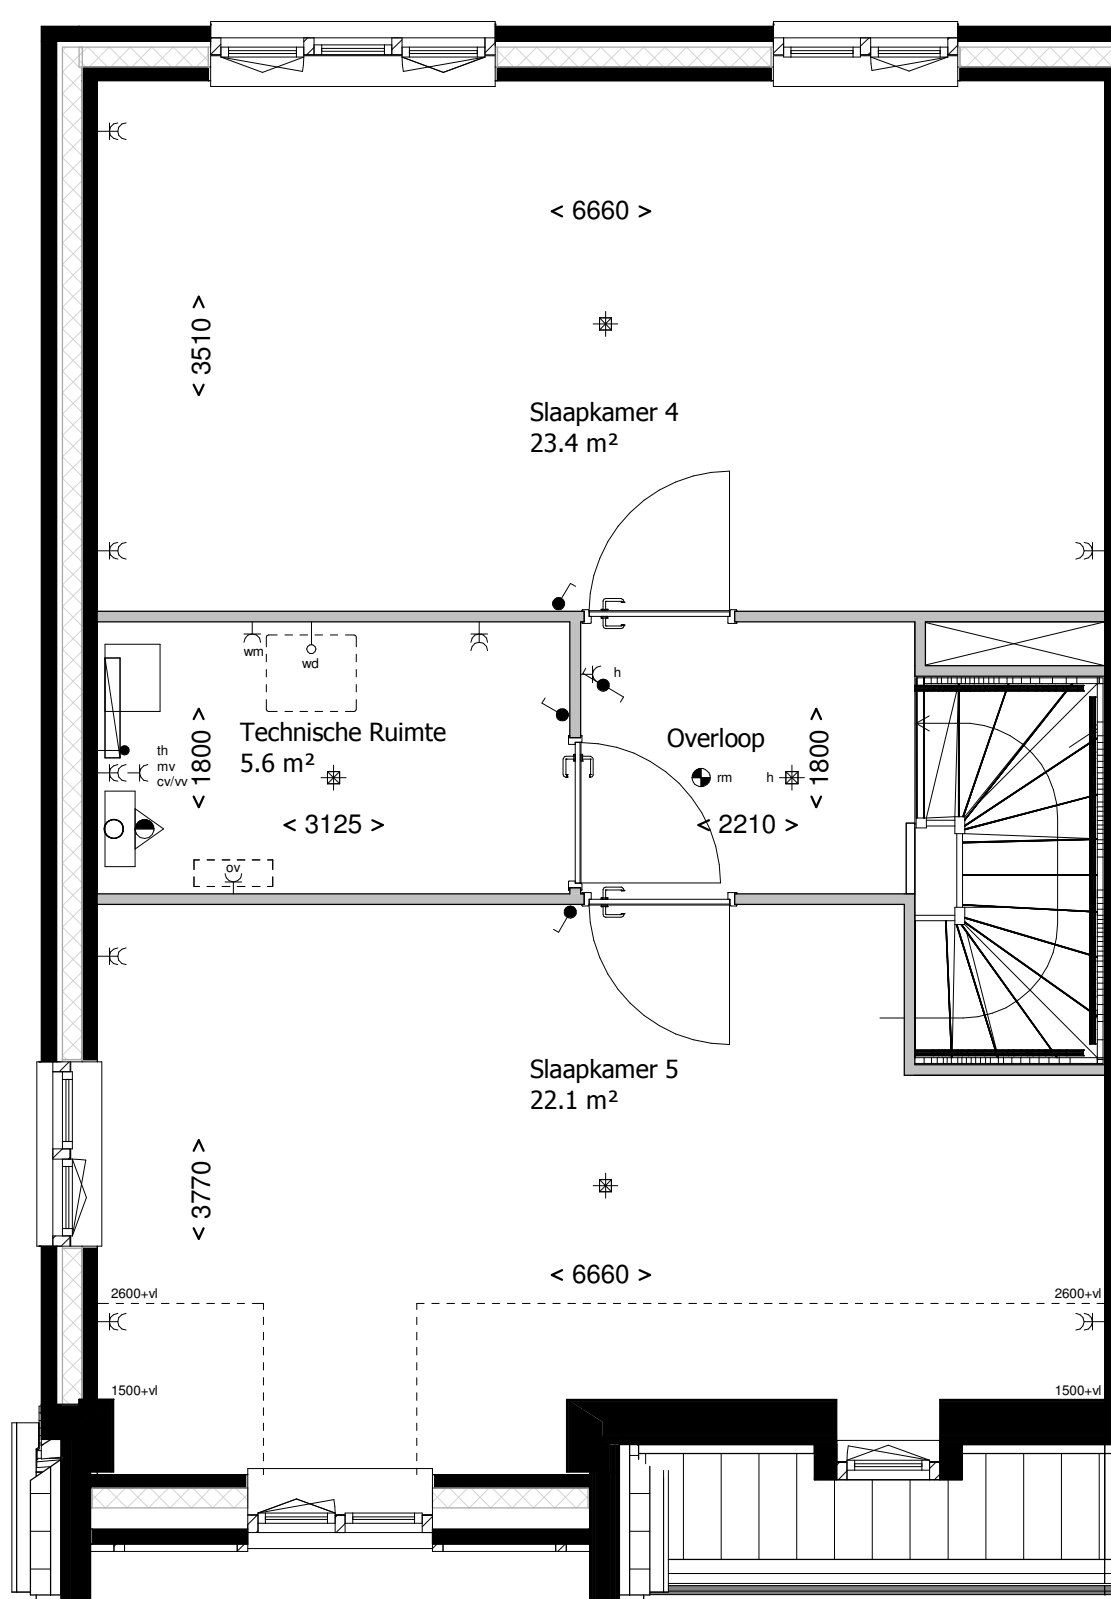 < 6660 >
< 3510 >
Slaapkamer 4
23.4 m²
wm
wd
h
Technische Ruimte
5.6 m²
< 1800 >
th
mv
cv/vv
< 3125 >
ov
Overloop
rm
h
< 1800 >
< 2210 >
Slaapkamer 5
22.1 m²
< 3770 >
< 6660 >
2600+vl
2600+vl
1500+vl
1500+vl